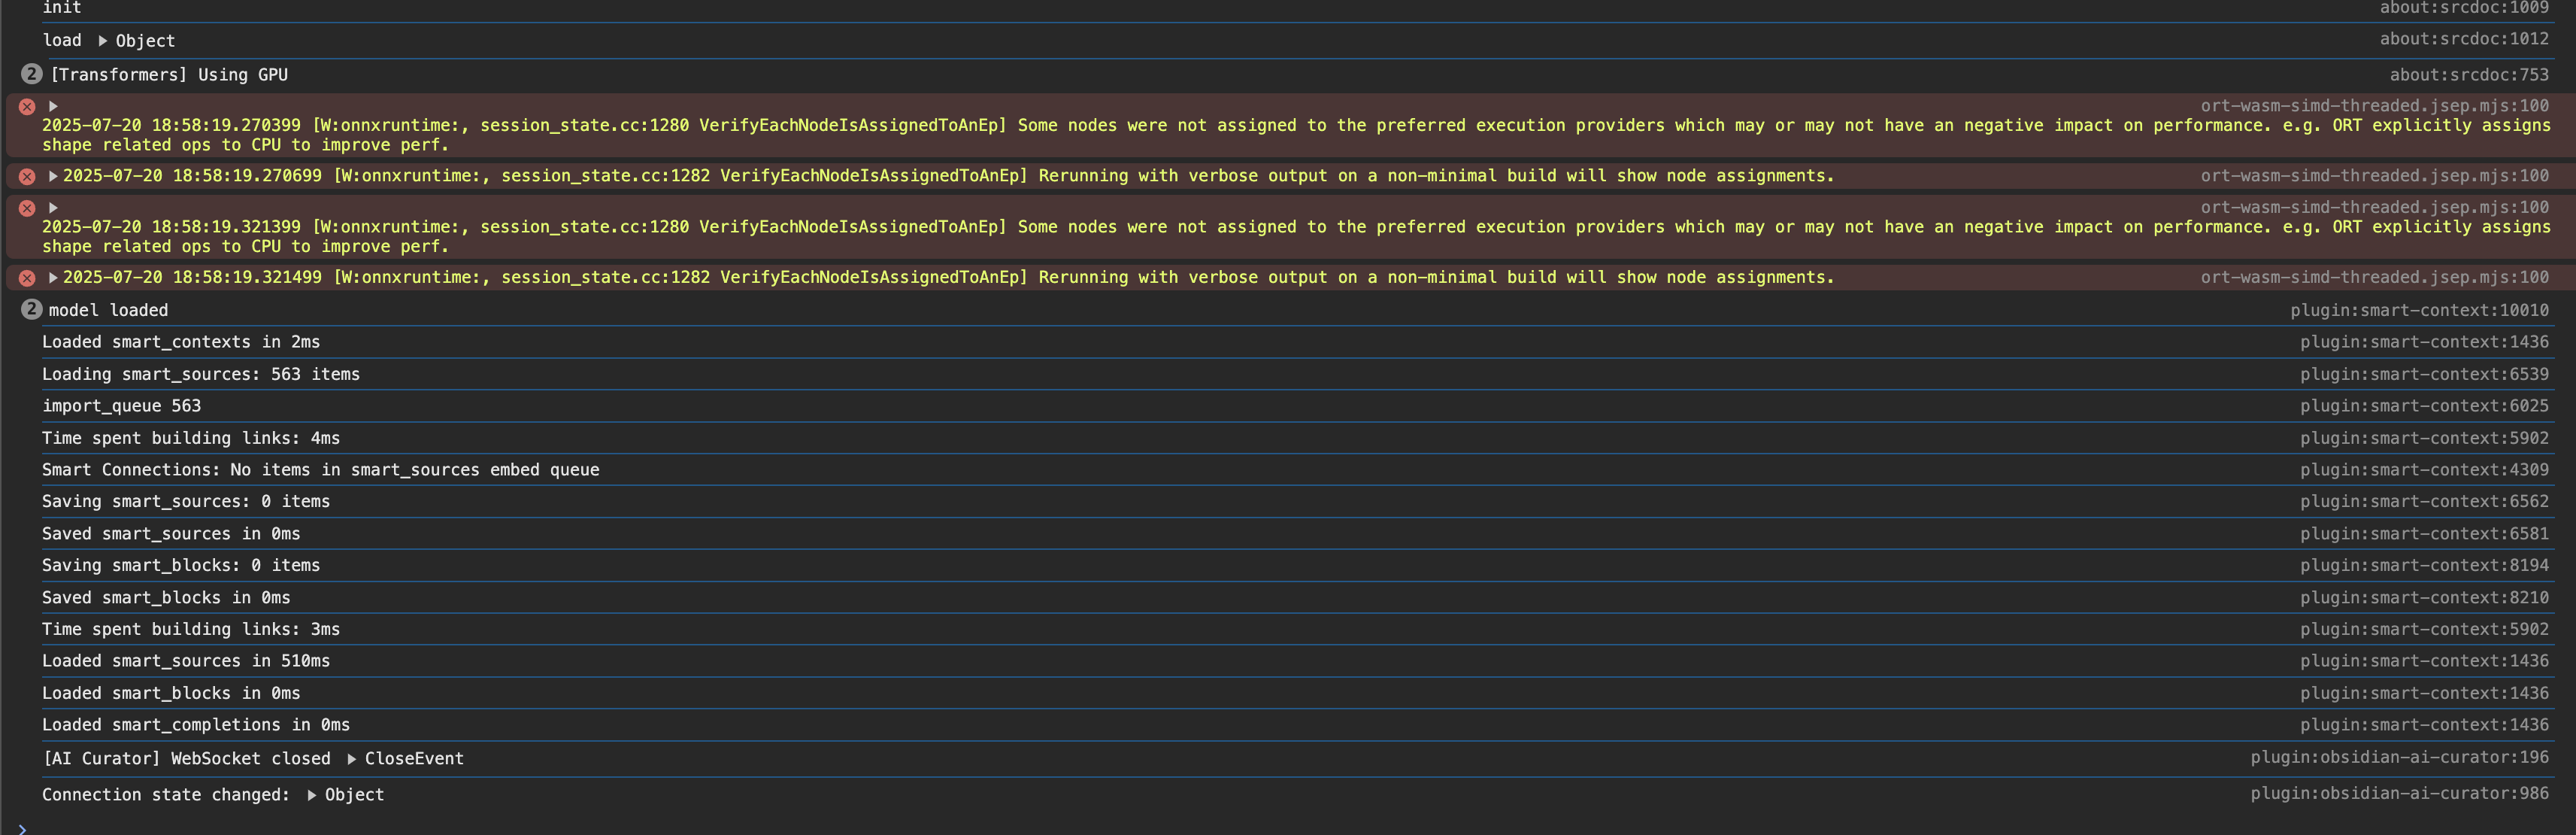 init about:srcdoc:1009
load ▶ Object about:srcdoc:1012
2 [Transformers] Using GPU about:srcdoc:753
▶ ort-wasm-simd-threaded.jsep.mjs:100
2025-07-20 18:58:19.270399 [W:onnxruntime:, session_state.cc:1280 VerifyEachNodeIsAssignedToAnEp] Some nodes were not assigned to the preferred execution providers which may or may not have an negative impact on performance. e.g. ORT explicitly assigns
shape related ops to CPU to improve perf.
▶ 2025-07-20 18:58:19.270699 [W:onnxruntime:, session_state.cc:1282 VerifyEachNodeIsAssignedToAnEp] Rerunning with verbose output on a non-minimal build will show node assignments. ort-wasm-simd-threaded.jsep.mjs:100
▶ ort-wasm-simd-threaded.jsep.mjs:100
2025-07-20 18:58:19.321399 [W:onnxruntime:, session_state.cc:1280 VerifyEachNodeIsAssignedToAnEp] Some nodes were not assigned to the preferred execution providers which may or may not have an negative impact on performance. e.g. ORT explicitly assigns
shape related ops to CPU to improve perf.
▶ 2025-07-20 18:58:19.321499 [W:onnxruntime:, session_state.cc:1282 VerifyEachNodeIsAssignedToAnEp] Rerunning with verbose output on a non-minimal build will show node assignments. ort-wasm-simd-threaded.jsep.mjs:100
2 model loaded plugin:smart-context:10010
Loaded smart_contexts in 2ms plugin:smart-context:1436
Loading smart_sources: 563 items plugin:smart-context:6539
import_queue 563 plugin:smart-context:6025
Time spent building links: 4ms plugin:smart-context:5902
Smart Connections: No items in smart_sources embed queue plugin:smart-context:4309
Saving smart_sources: 0 items plugin:smart-context:6562
Saved smart_sources in 0ms plugin:smart-context:6581
Saving smart_blocks: 0 items plugin:smart-context:8194
Saved smart_blocks in 0ms plugin:smart-context:8210
Time spent building links: 3ms plugin:smart-context:5902
Loaded smart_sources in 510ms plugin:smart-context:1436
Loaded smart_blocks in 0ms plugin:smart-context:1436
Loaded smart_completions in 0ms plugin:smart-context:1436
[AI Curator] WebSocket closed ▶ CloseEvent plugin:obsidian-ai-curator:196
Connection state changed: ▶ Object plugin:obsidian-ai-curator:986